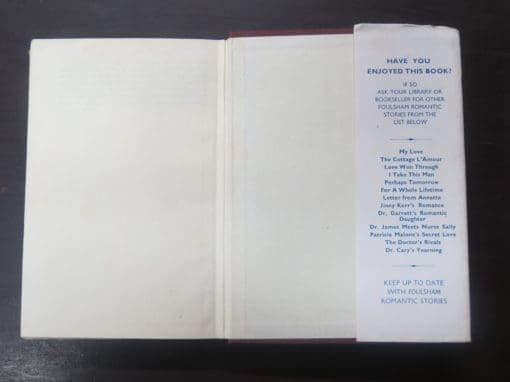 HAVE YOU
ENJOYED THIS BOOK?
IF SO
ASK YOUR LIBRARY OR
BOOKSELLER FOR OTHER
FOULSHAM ROMANTIC
STORIES FROM THE
LIST BELOW
My Love
The Cottage L'Amour
Love Won Through
I Take This Man
Perhaps Tomorrow
For A Whole Lifetime
Letter from Annette
Jinny Kerr's Romance
Dr. Garrett's Romantic
Daughter
Dr. James Meets Nurse Sally
Patricia Malone's Secret Love
The Doctor's Rivals
Dr. Cary's Yearning
KEEP UP TO DATE
WITH FOULSHAM
ROMANTIC STORIES